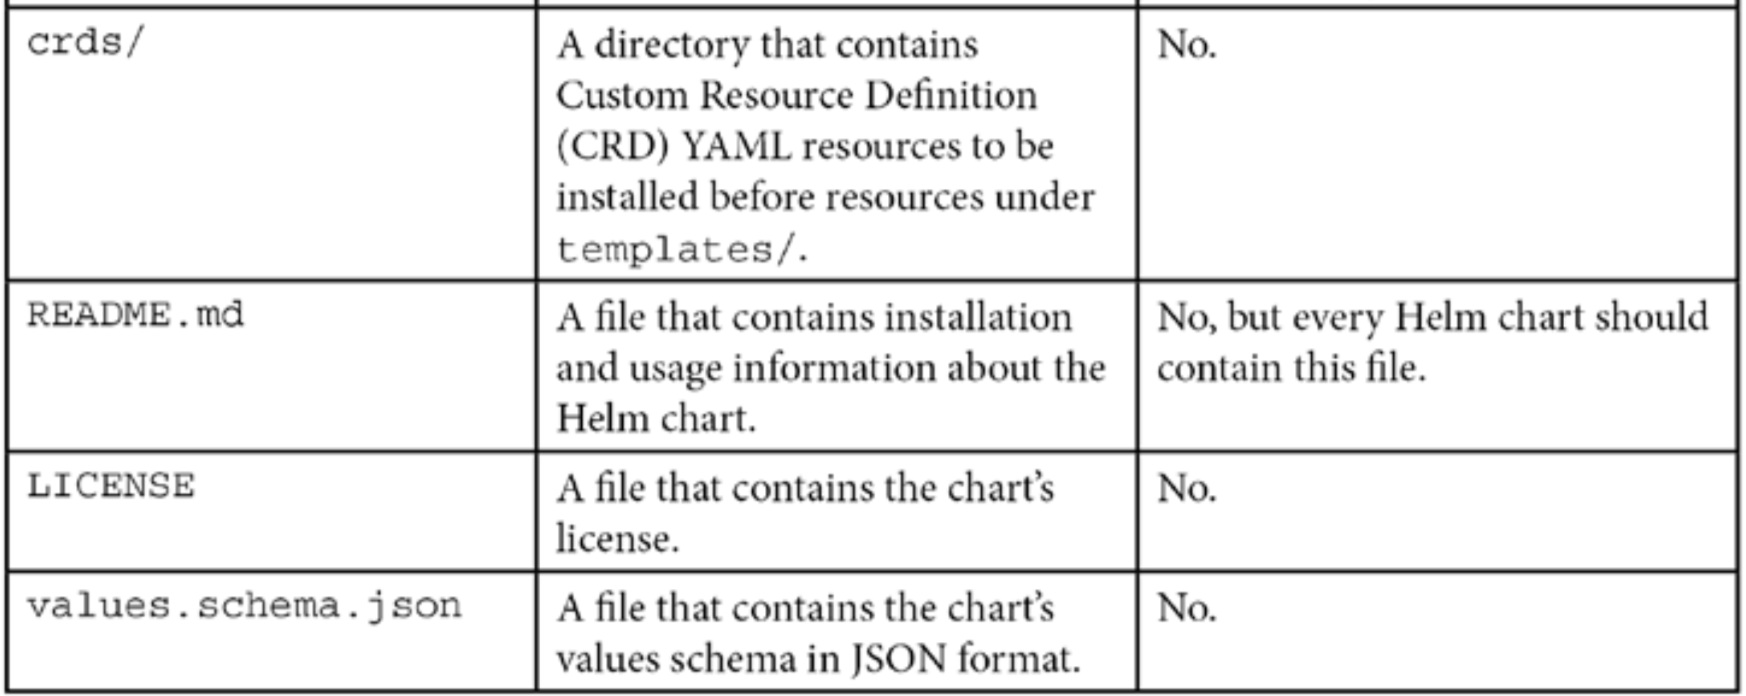 crds/
A directory that contains
Custom Resource Definition
(CRD) YAML resources to be
installed before resources under
templates/.
No.
README.md
A file that contains installation
and usage information about the
Helm chart.
No, but every Helm chart should
contain this file.
LICENSE
A file that contains the chart’s
license.
No.
values.schema.json
A file that contains the chart’s
values schema in JSON format.
No.